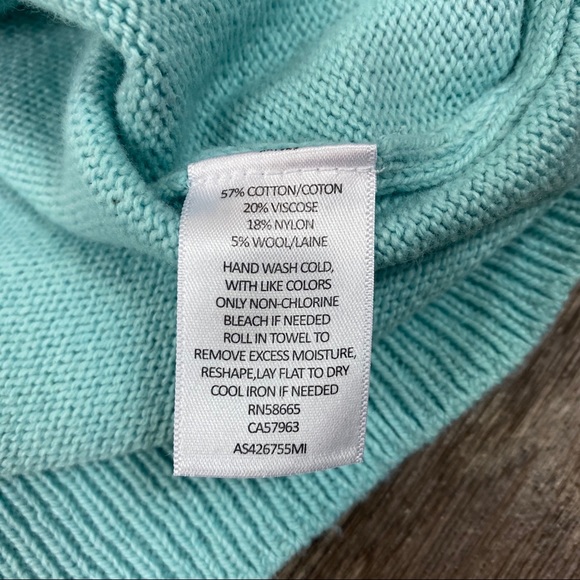 57% COTTON/COTON
20% VISCOSE
18% NYLON
5% WOOL/LAINE
HAND WASH COLD,
WITH LIKE COLORS
ONLY NON-CHLORINE
BLEACH IF NEEDED
ROLL IN TOWEL TO
REMOVE EXCESS MOISTURE,
RESHAPE,LAY FLAT TO DRY
COOL IRON IF NEEDED
RN58665
CA57963
AS426755MI